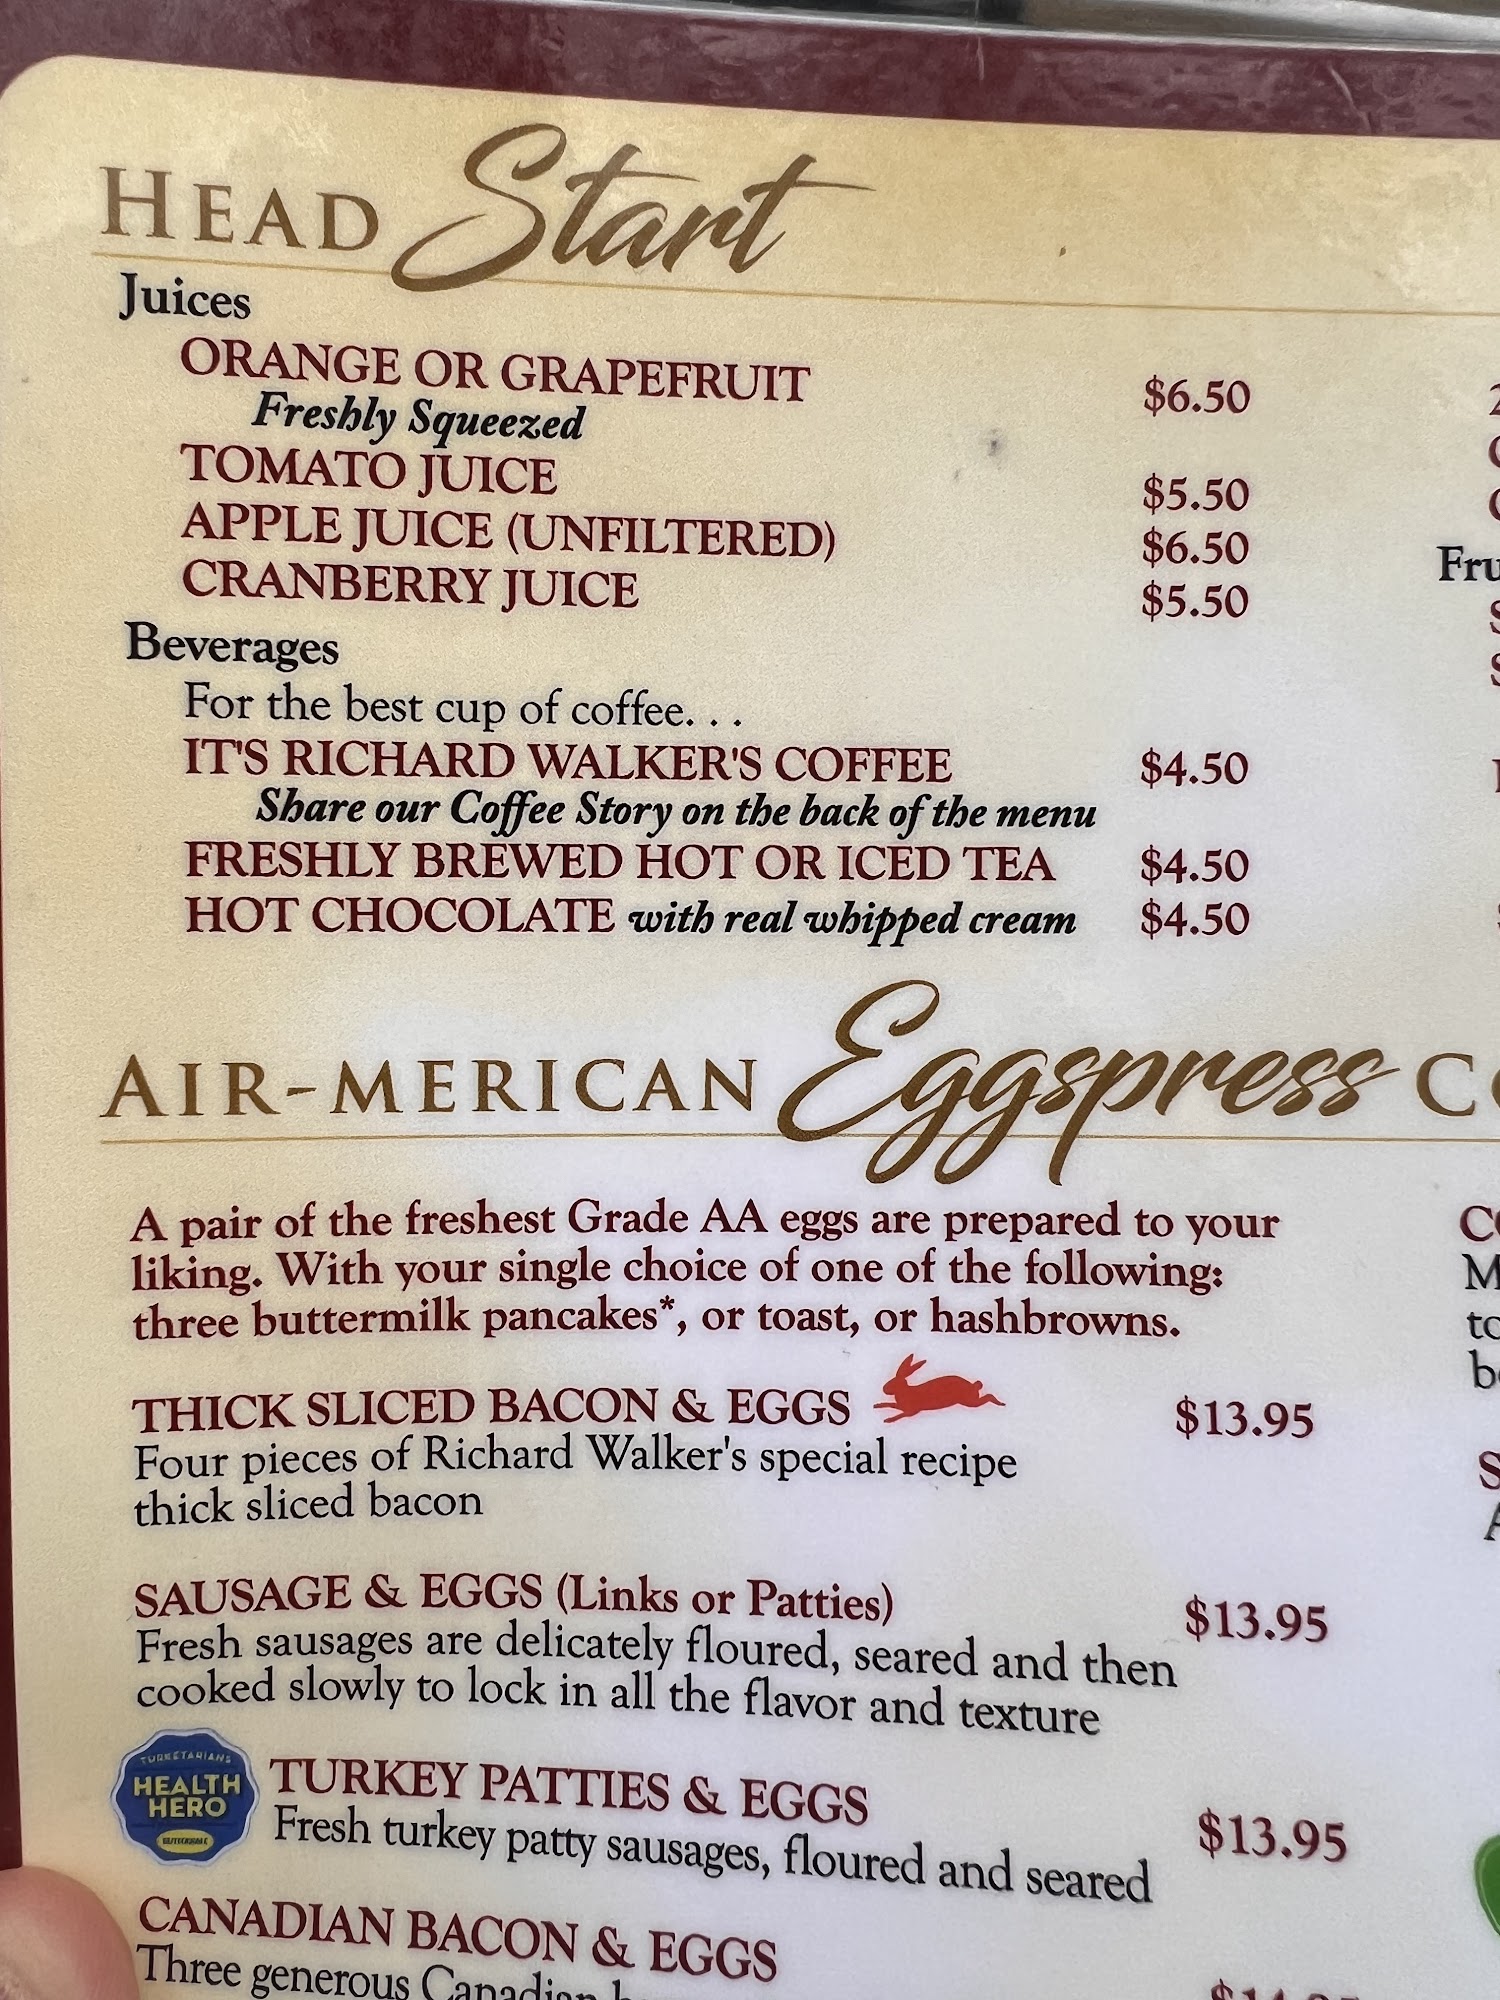 HEAD Start
Juices
ORANGE OR GRAPEFRUIT $6.50
Freshly Squeezed
TOMATO JUICE $5.50
APPLE JUICE (UNFILTERED) $6.50
CRANBERRY JUICE $5.50
Beverages
For the best cup of coffee. . .
IT'S RICHARD WALKER'S COFFEE $4.50
Share our Coffee Story on the back of the menu
FRESHLY BREWED HOT OR ICED TEA $4.50
HOT CHOCOLATE with real whipped cream $4.50
AIR-MERICAN Eggspress
A pair of the freshest Grade AA eggs are prepared to your
liking. With your single choice of one of the following:
three buttermilk pancakes*, or toast, or hashbrowns.
THICK SLICED BACON & EGGS $13.95
Four pieces of Richard Walker's special recipe
thick sliced bacon
SAUSAGE & EGGS (Links or Patties) $13.95
Fresh sausages are delicately floured, seared and then
cooked slowly to lock in all the flavor and texture
TURKETARIANS
HEALTH
HERO
TURKEY PATTIES & EGGS $13.95
Fresh turkey patty sausages, floured and seared
CANADIAN BACON & EGGS
Three generous Canadian